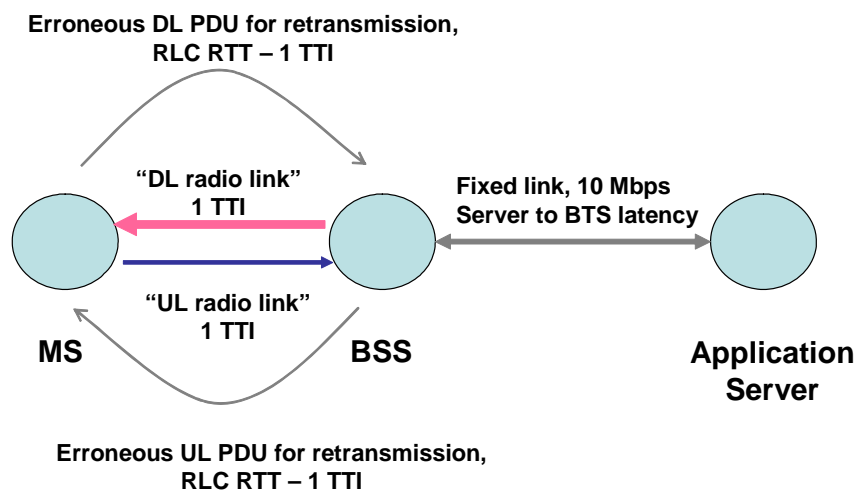 Erroneous DL PDU for retransmission,
RLC RTT – 1 TTI
“DL radio link”
1 TTI
Fixed link, 10 Mbps
Server to BTS latency
“UL radio link”
1 TTI
MS
BSS
Application
Server
Erroneous UL PDU for retransmission,
RLC RTT – 1 TTI